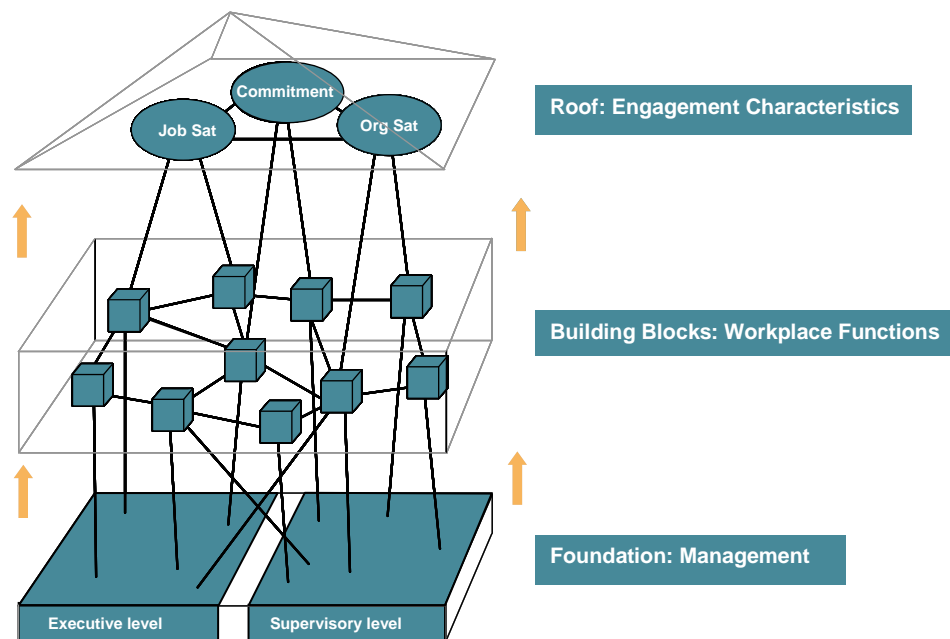 Commitment
Job Sat
Org Sat
Roof: Engagement Characteristics
Building Blocks: Workplace Functions
Foundation: Management
Executive level
Supervisory level